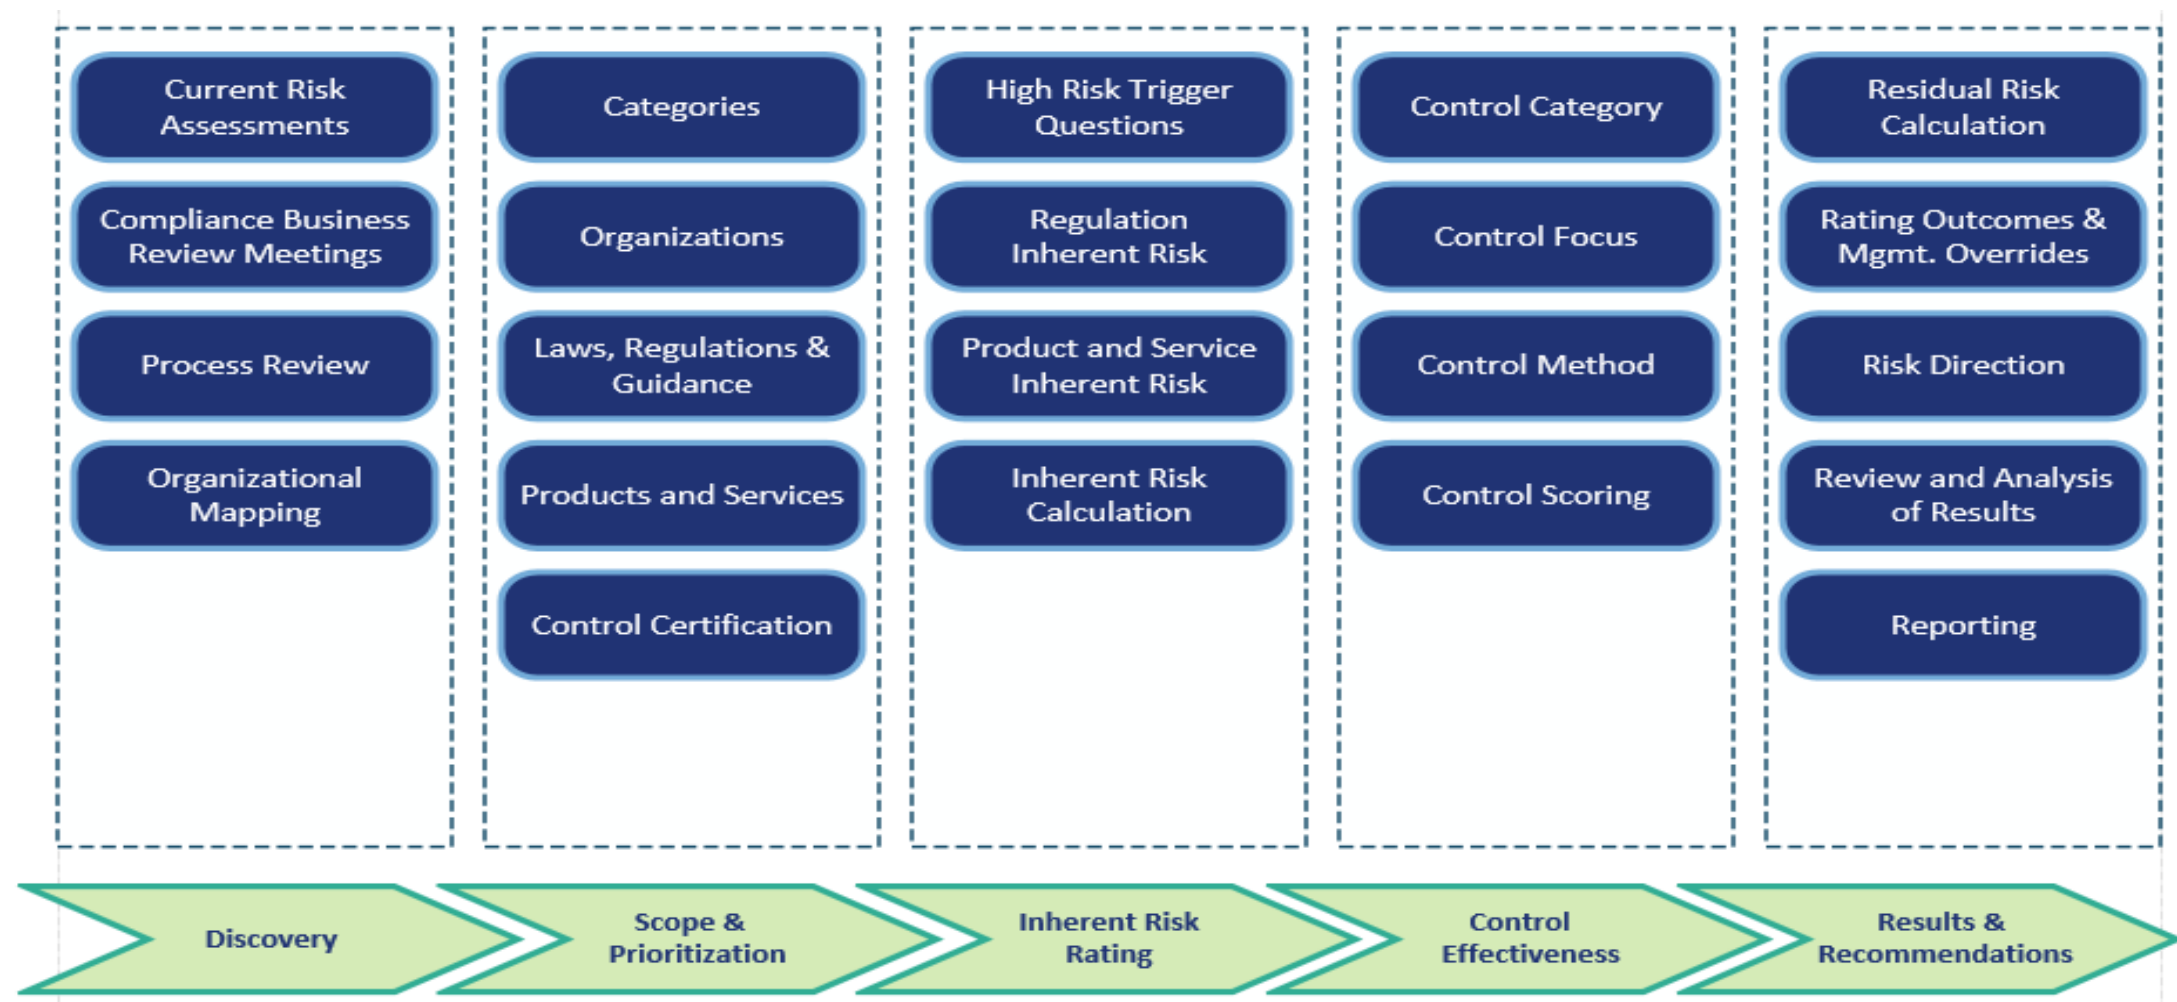 Current Risk
Assessments
Compliance Business
Review Meetings
Process Review
Organizational
Mapping
Categories
Organizations
Laws, Regulations &
Guidance
Products and Services
Control Certification
High Risk Trigger
Questions
Regulation
Inherent Risk
Product and Service
Inherent Risk
Inherent Risk
Calculation
Control Category
Control Focus
Control Method
Control Scoring
Residual Risk
Calculation
Rating Outcomes &
Mgmt. Overrides
Risk Direction
Review and Analysis
of Results
Reporting
Discovery
Scope &
Prioritization
Inherent Risk
Rating
Control
Effectiveness
Results &
Recommendations